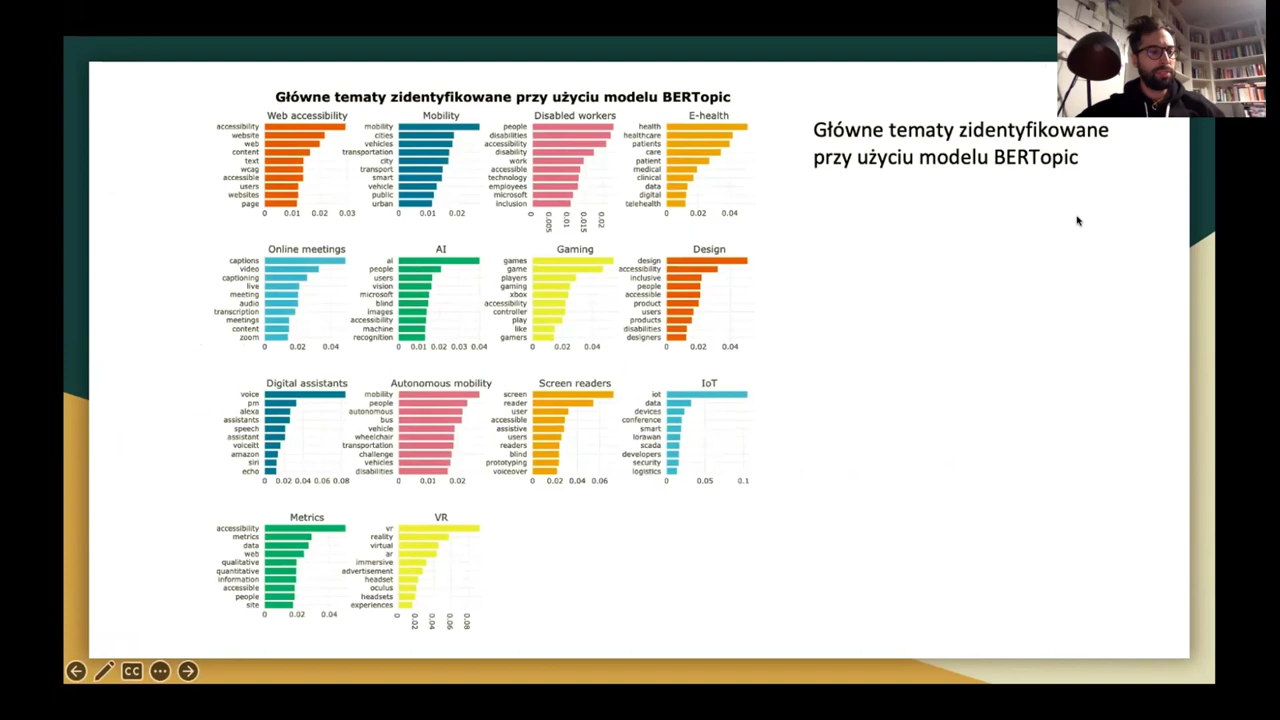 Główne tematy zidentyfikowane przy użyciu modelu BERTopic
Główne tematy zidentyfikowane
przy użyciu modelu BERTopic
Web accessibility
accessibility
website
web
content
text
wcag
accessible
users
websites
page
0 0.01 0.02 0.03
Mobility
mobility
cities
vehicles
transportation
city
transport
smart
vehicle
public
urban
0 0.02
Disabled workers
people
disabilities
accessibility
disability
work
accessible
technology
employees
microsoft
inclusion
0 0.005 0.01 0.015 0.02
E-health
health
healthcare
patients
care
patient
medical
clinical
data
digital
telehealth
0 0.02 0.04
Online meetings
captions
video
captioning
live
meeting
audio
transcription
meetings
content
zoom
0 0.02 0.04
AI
ai
people
users
vision
microsoft
blind
images
accessibility
machine
recognition
0 0.01 0.02 0.03 0.04
Gaming
games
game
players
gaming
xbox
accessibility
controller
play
like
gamers
0 0.02 0.04
Design
design
accessibility
inclusive
people
accessible
product
users
products
disabilities
designers
0 0.02 0.04
Digital assistants
voice
pm
alexa
assistants
speech
assistant
voiceitt
amazon
siri
echo
0 0.02 0.04 0.06 0.08
Autonomous mobility
mobility
people
autonomous
bus
vehicle
wheelchair
transportation
challenge
vehicles
disabilities
0 0.01 0.02
Screen readers
screen
reader
user
accessible
assistive
users
readers
blind
prototyping
voiceover
0 0.02 0.04 0.06
IoT
iot
data
devices
conference
smart
lorawan
scada
developers
security
logistics
0 0.05 0.1
Metrics
accessibility
metrics
data
web
qualitative
quantitative
information
accessible
people
site
0 0.02 0.04
VR
vr
reality
virtual
ar
immersive
advertisement
headset
oculus
headsets
experiences
0 0.02 0.04 0.06 0.08
CC